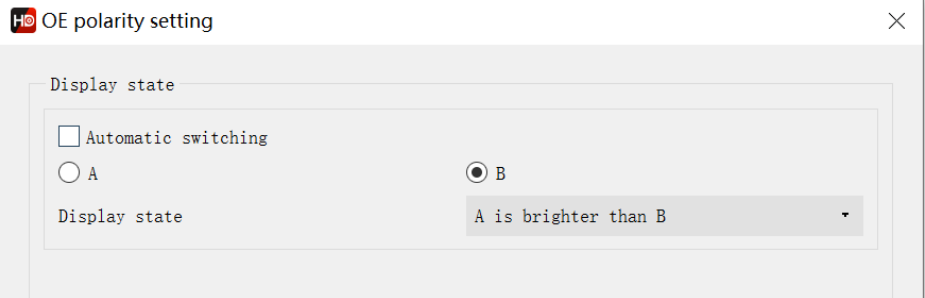 HD OE polarity setting
Display state
Automatic switching
A B
Display state A is brighter than B